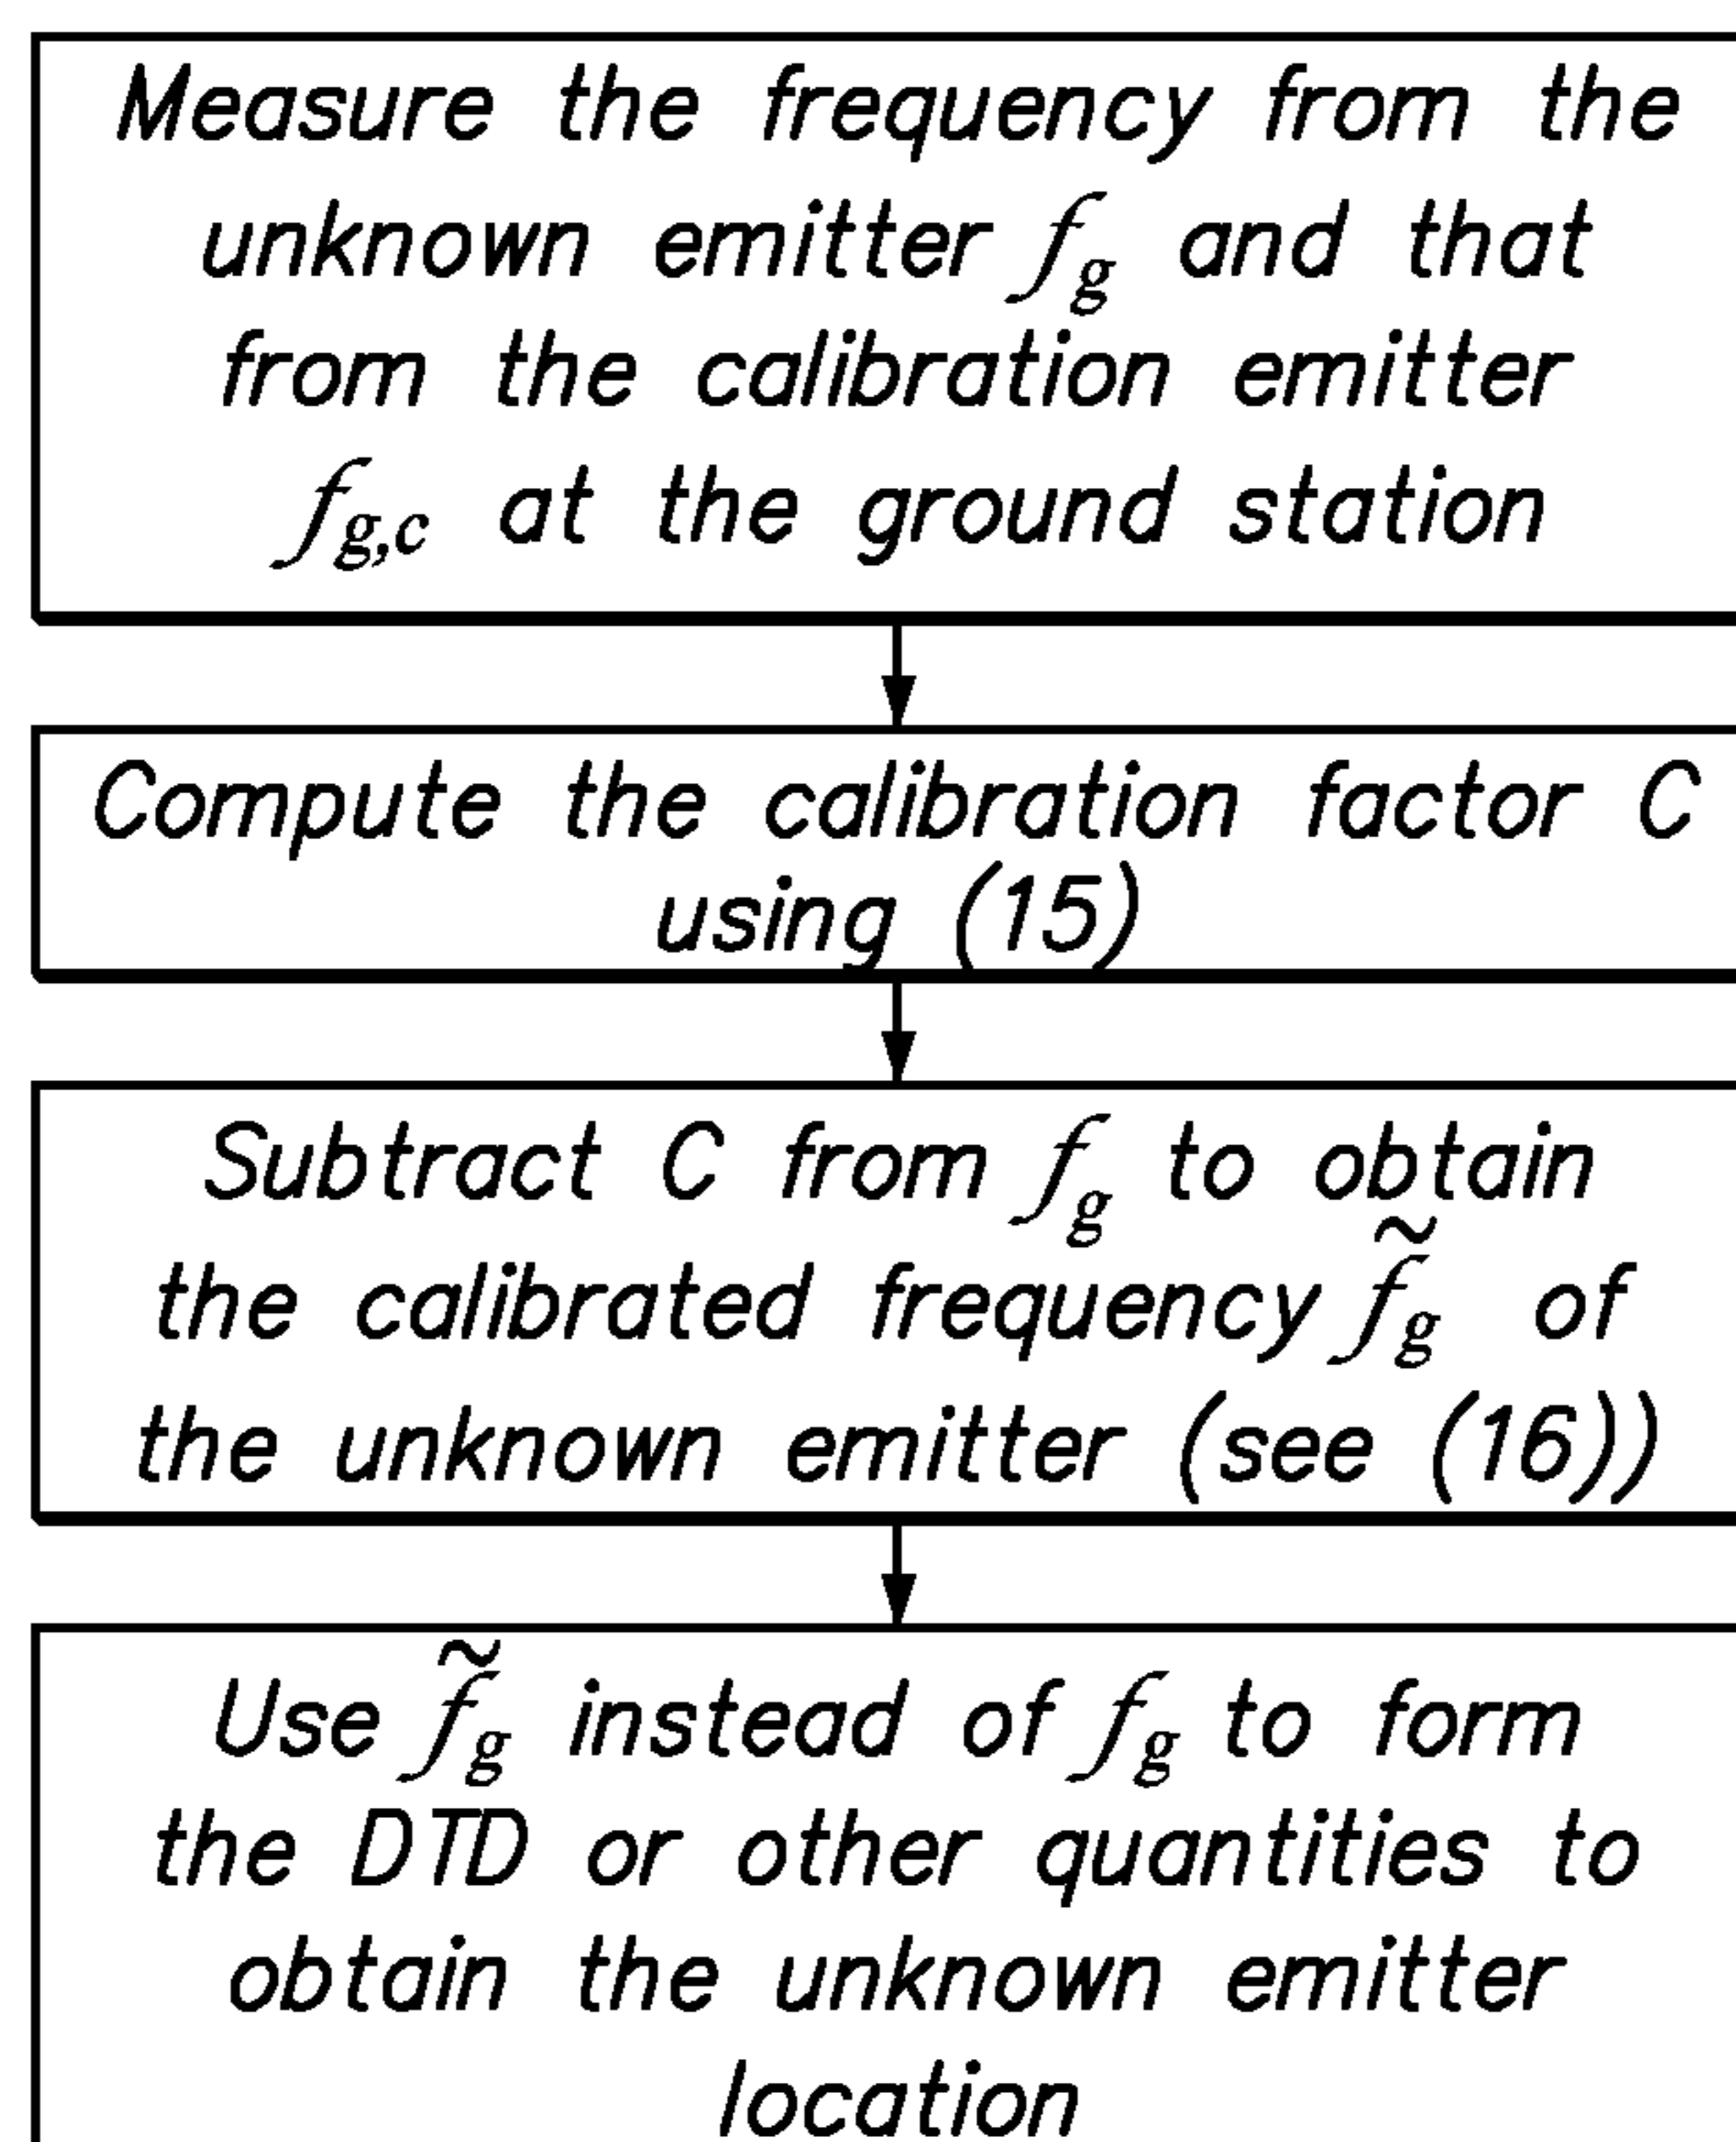 Measure the frequency from the
unknown emitter f_g and that
from the calibration emitter
f_{g,c} at the ground station
Compute the calibration factor C
using (15)
Subtract C from f_g to obtain
the calibrated frequency f̃_g of
the unknown emitter (see (16))
Use f̃_g instead of f_g to form
the DTD or other quantities to
obtain the unknown emitter
location